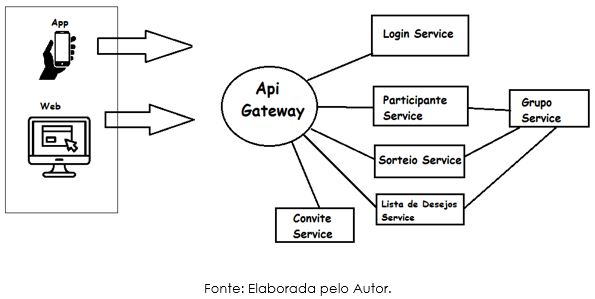 App
Web
Api
Gateway
Login Service
Participante
Service
Grupo
Service
Sorteio Service
Lista de Desejos
Service
Convite
Service
Fonte: Elaborada pelo Autor.